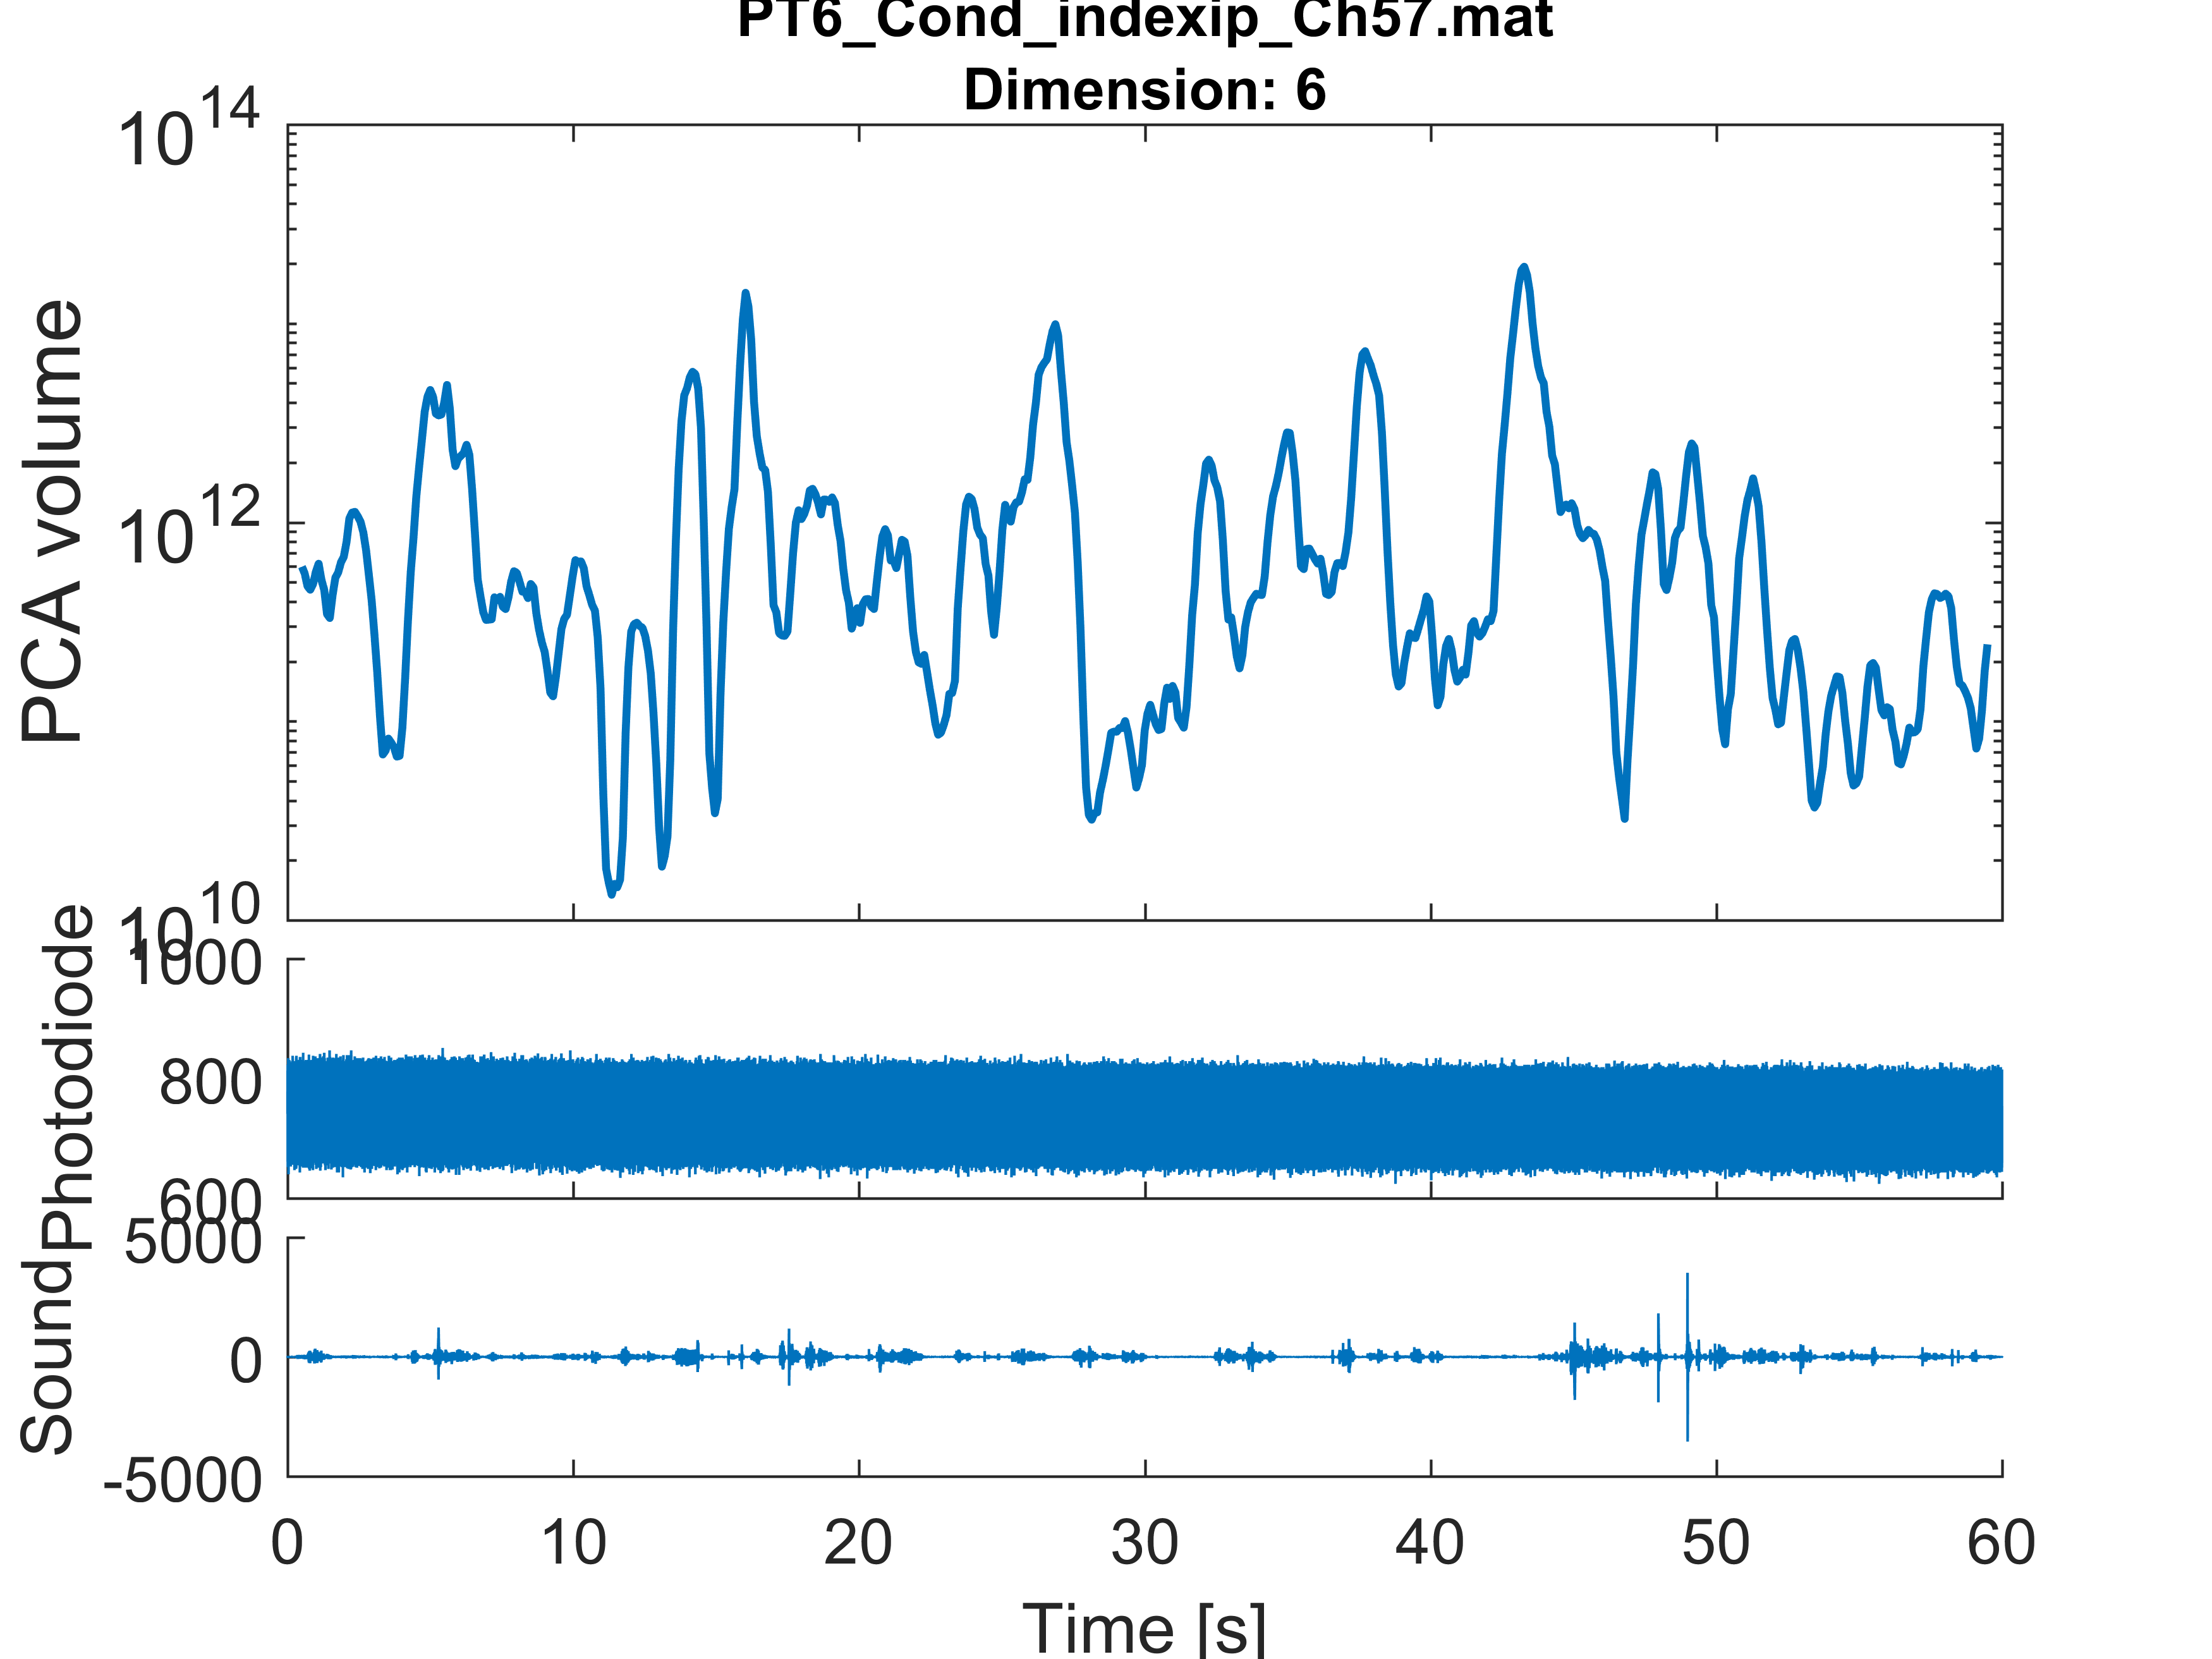 PT6_Cond_indexip_Ch57.mat
Dimension: 6
10^14
10^12
10^10
PCA volume
1000
800
600
Photodiode
5000
0
-5000
Sound
0 10 20 30 40 50 60
Time [s]